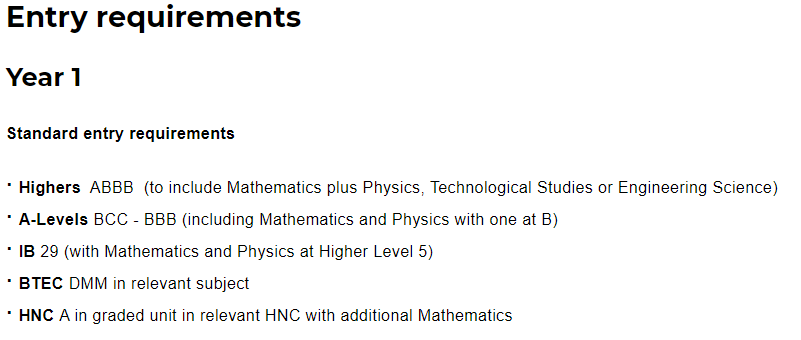 Entry requirements
Year 1
Standard entry requirements
· Highers ABBB (to include Mathematics plus Physics, Technological Studies or Engineering Science)
· A-Levels BCC - BBB (including Mathematics and Physics with one at B)
· IB 29 (with Mathematics and Physics at Higher Level 5)
· BTEC DMM in relevant subject
· HNC A in graded unit in relevant HNC with additional Mathematics